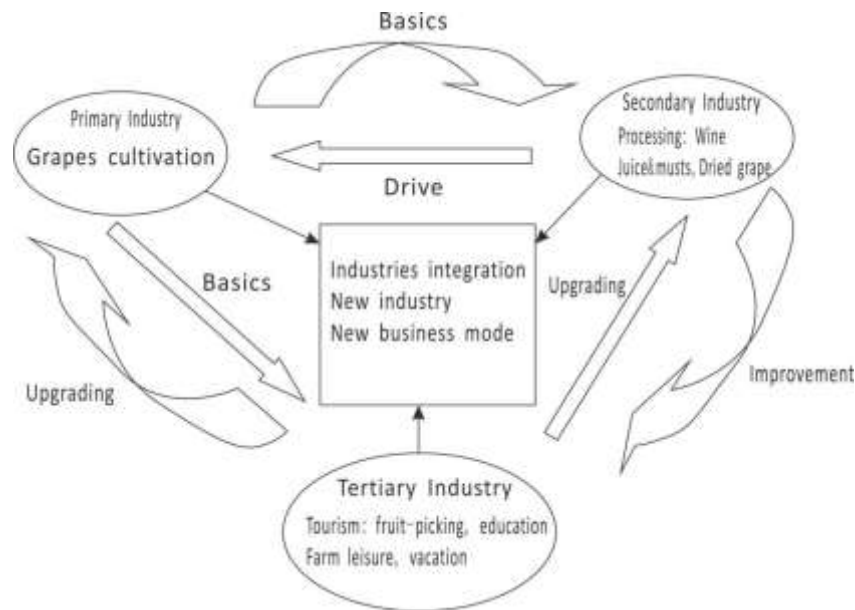 Basics
Primary Industry
Grapes cultivation
Secondary Industry
Processing: Wine
Juice&musts, Dried grape
Drive
Industries integration
New industry
New business mode
Basics
Upgrading
Upgrading
Improvement
Tertiary Industry
Tourism: fruit-picking, education
Farm leisure, vacation